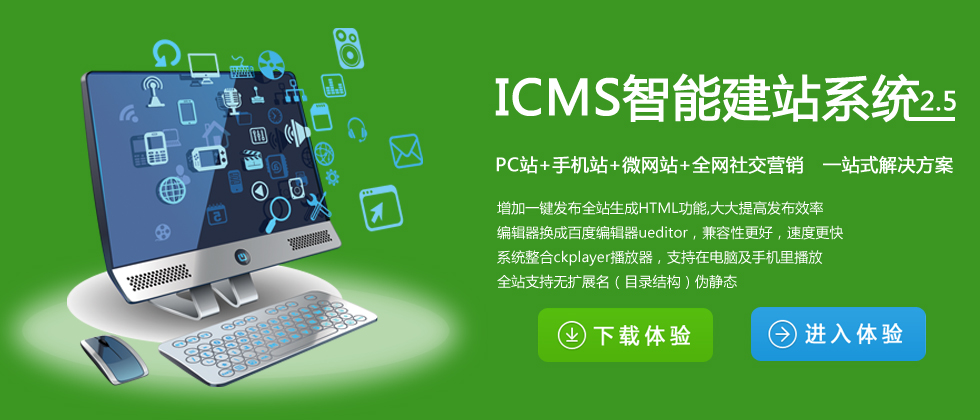 ICMS智能建站系统2.5
PC站+手机站+微网站+全网社交营销 一站式解决方案
增加一键发布全站生成HTML功能,大大提高发布效率
编辑器换成百度编辑器ueditor，兼容性更好，速度更快
系统整合ckplayer播放器，支持在电脑及手机里播放
全站支持无扩展名（目录结构）伪静态
下载体验
进入体验